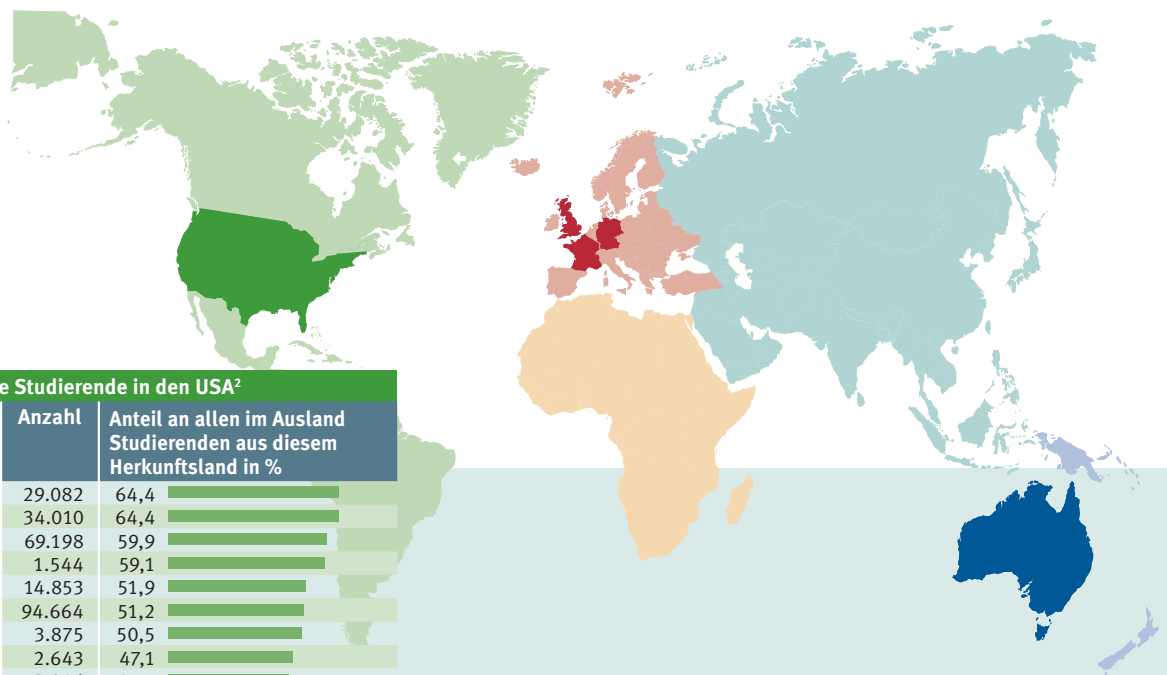 e Studierende in den USA²
Anzahl Anteil an allen im Ausland
Studierenden aus diesem
Herkunftsland in %
29.082 64,4
34.010 64,4
69.198 59,9
1.544 59,1
14.853 51,9
94.664 51,2
3.875 50,5
2.643 47,1